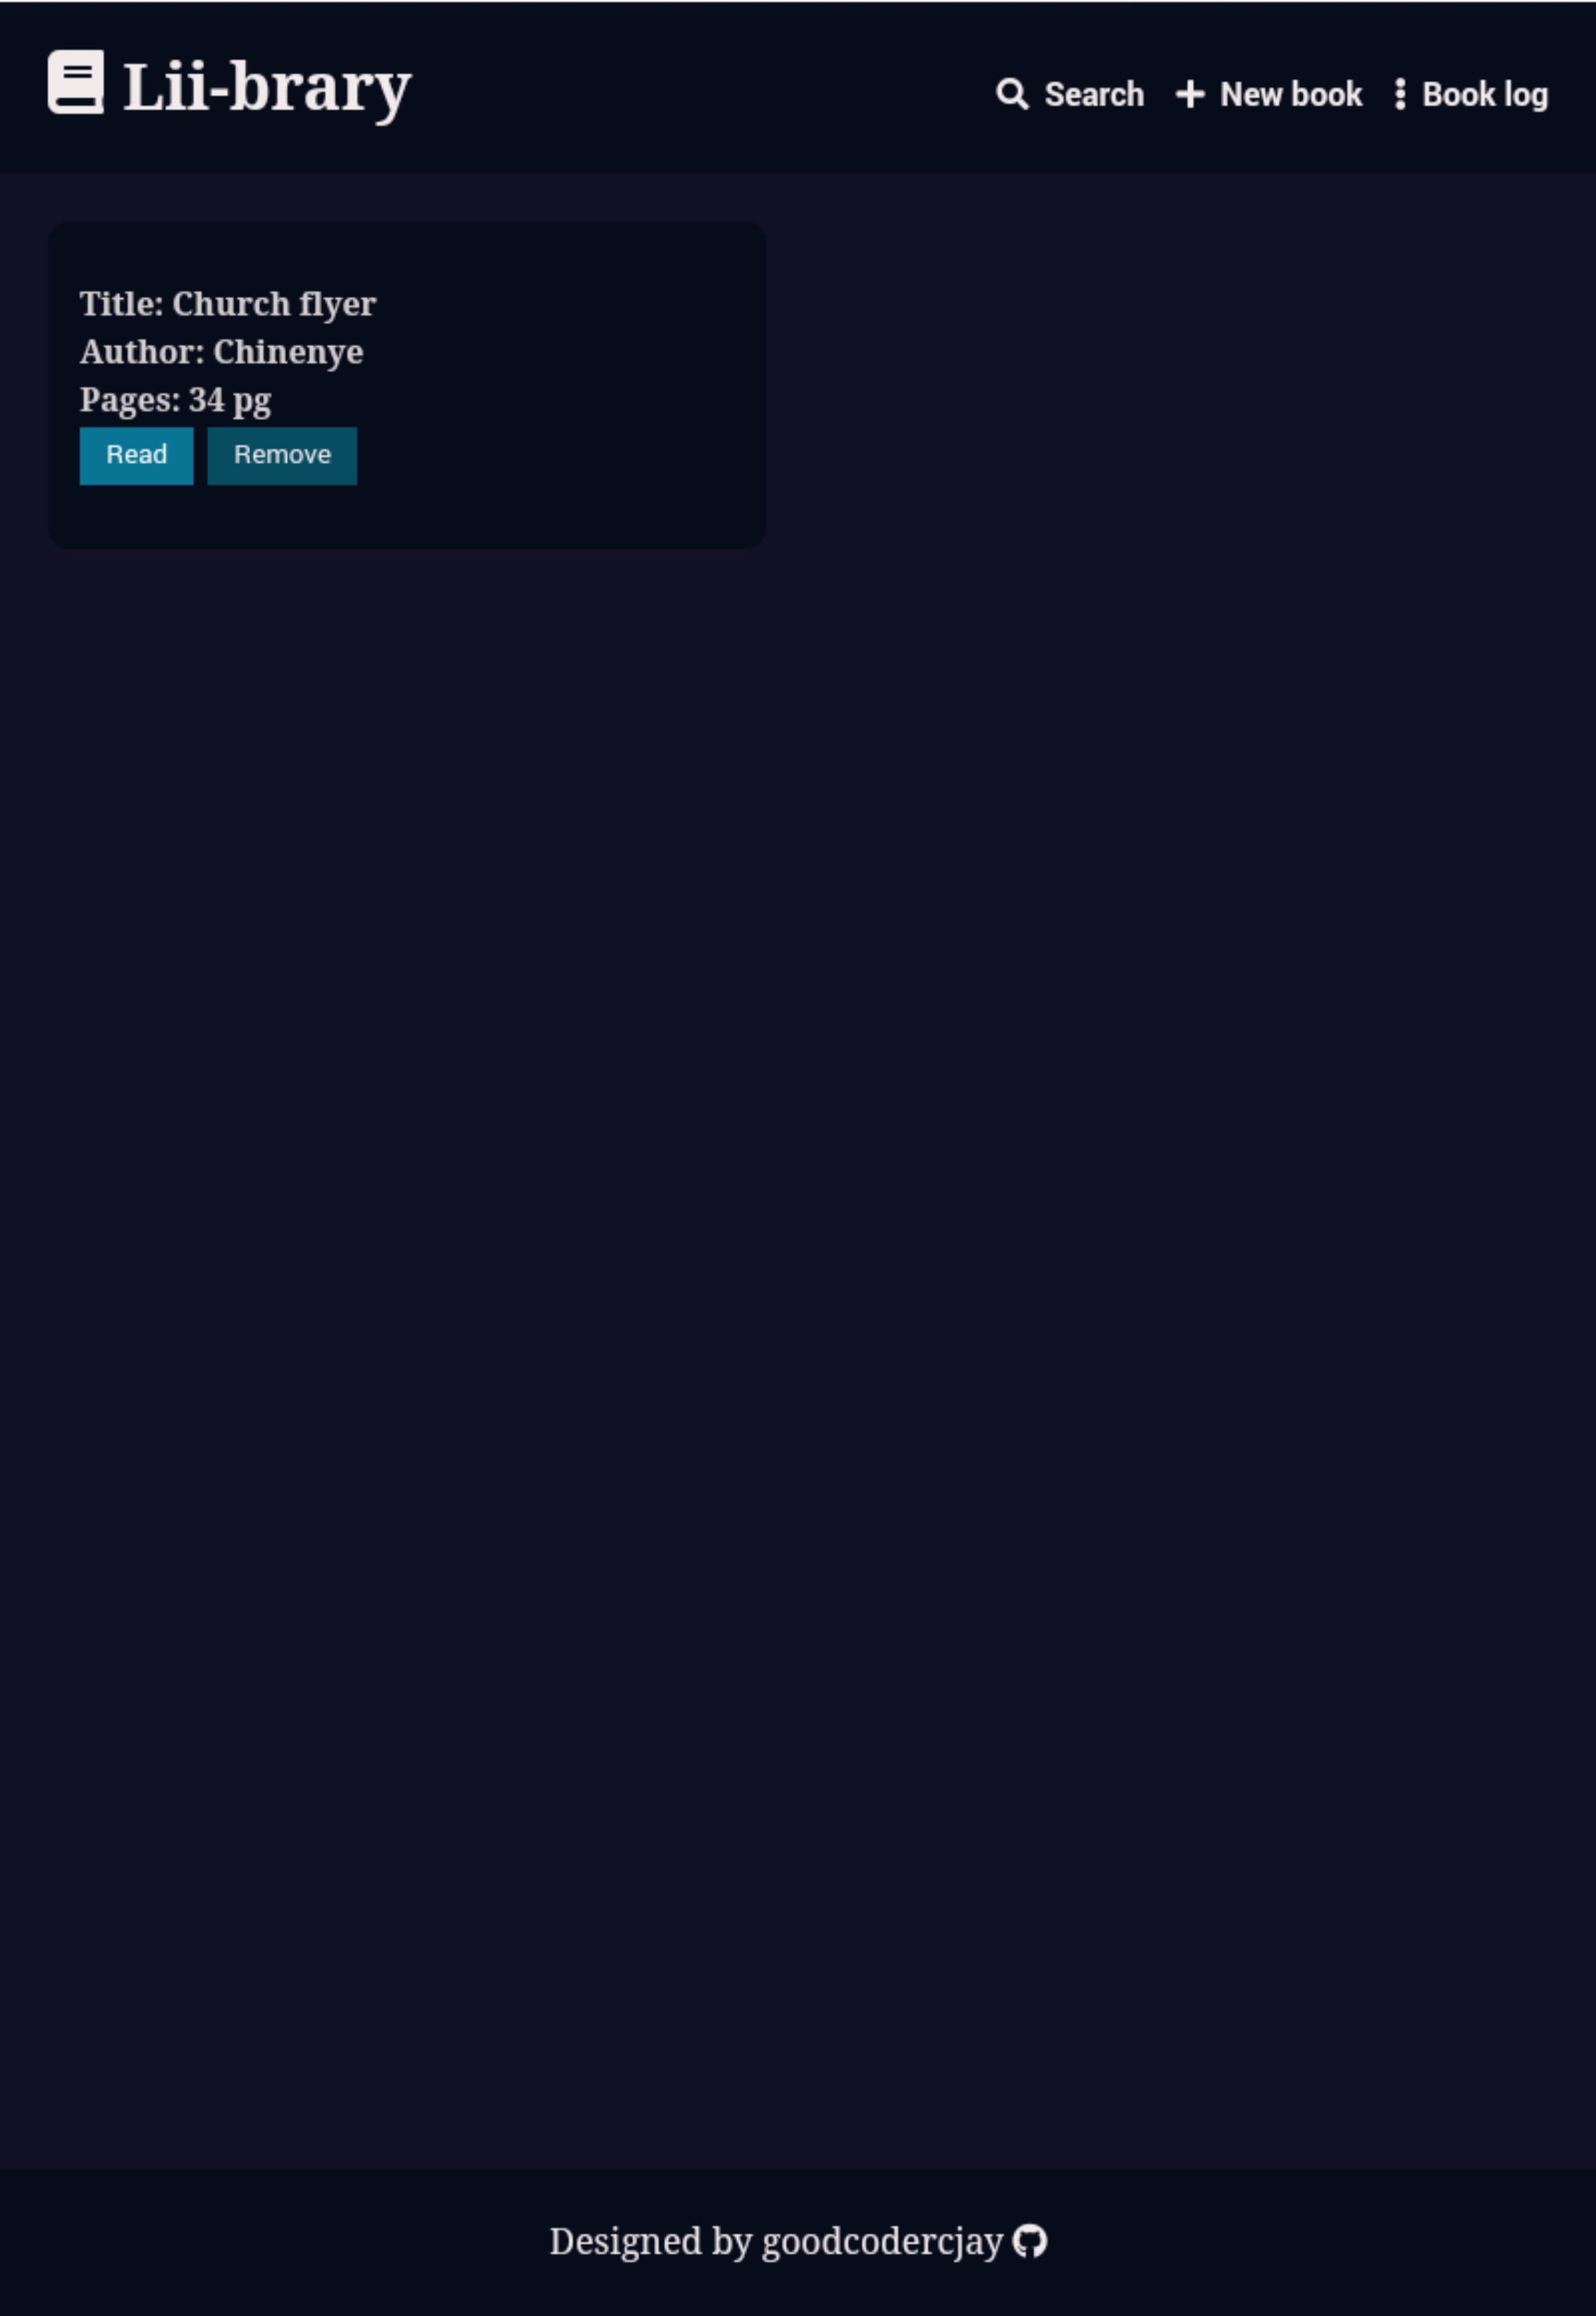 Lii-brary
Search New book Book log
Title: Church flyer
Author: Chinenye
Pages: 34 pg
Read Remove
Designed by goodcodercjay